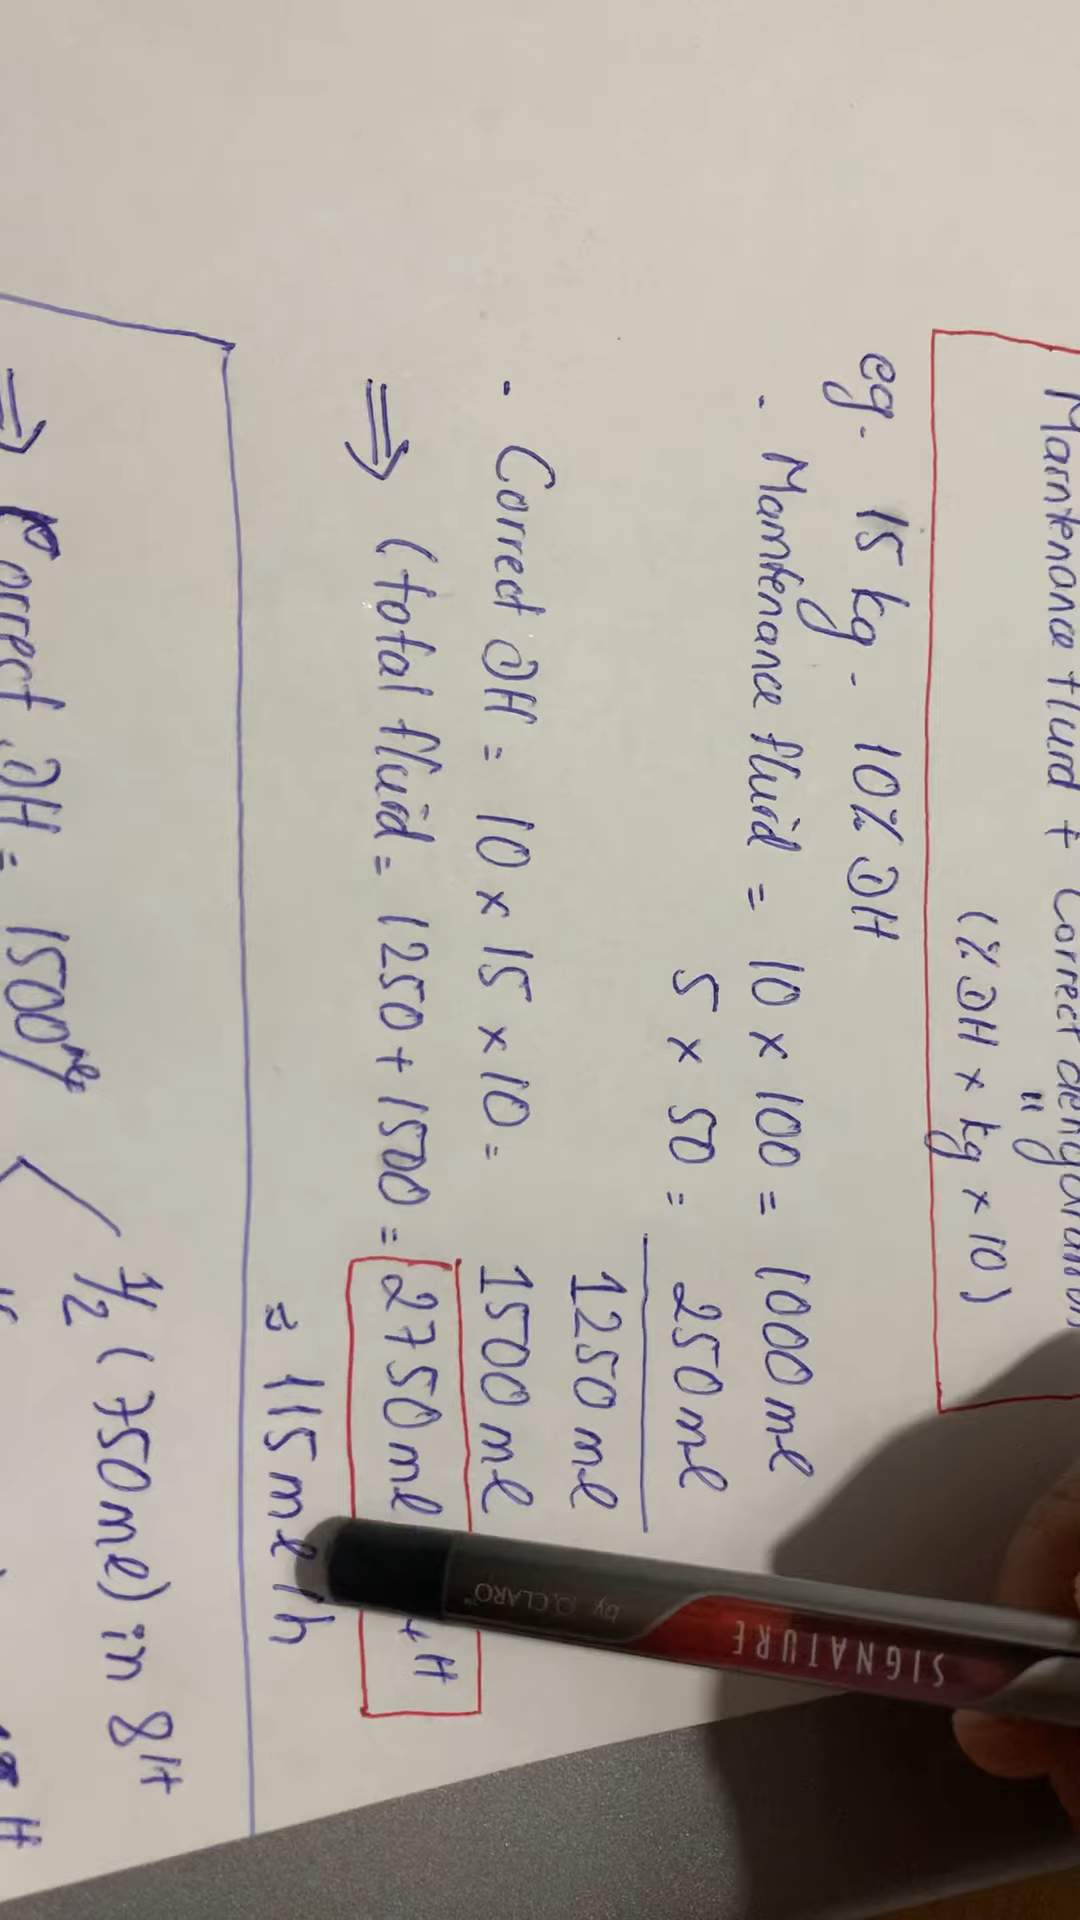 Maintenance fluid + Correct dehydration
"
(% DH × kg × 10)
eg. 15 kg - 10% DH
· Maintenance fluid = 10 × 100 = 1000 ml
5 × 50 = 250 ml
1250 ml
· Correct DH = 10 × 15 × 10 = 1500 ml
⇒ (total fluid = 1250 + 1500 = 2750 ml
≈ 115 ml/h
1/2 (750 ml) in 8H
⇒ Correct DH = 1500 ml
SIGNATURE
by CLARO